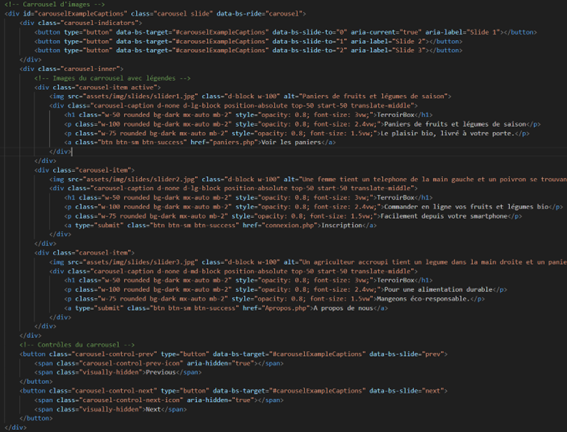 <!-- Carrousel d'images -->
<div id="carouselExampleCaptions" class="carousel slide" data-bs-ride="carousel">
<div class="carousel-indicators">
<button type="button" data-bs-target="#carouselExampleCaptions" data-bs-slide-to="0" aria-current="true" aria-label="Slide 1"></button>
<button type="button" data-bs-target="#carouselExampleCaptions" data-bs-slide-to="1" aria-label="Slide 2"></button>
<button type="button" data-bs-target="#carouselExampleCaptions" data-bs-slide-to="2" aria-label="Slide 3"></button>
</div>
<div class="carousel-inner">
<!-- Images du carrousel avec légendes -->
<div class="carousel-item active">
<img src="assets/img/slides/slider1.jpg" class="d-block w-100" alt="Paniers de fruits et légumes de saison">
<div class="carousel-caption d-none d-lg-block position-absolute top-50 start-50 translate-middle">
<h1 class="w-50 rounded bg-dark mx-auto mb-2" style="opacity: 0.8; font-size: 3vw;">TerroirBox</h1>
<p class="w-100 rounded bg-dark mx-auto mb-2" style="opacity: 0.8; font-size: 2.4vw;">Paniers de fruits et légumes de saison</p>
<p class="w-75 rounded bg-dark mx-auto mb-2" style="opacity: 0.8; font-size: 1.5vw;">Le plaisir bio, livré à votre porte.</p>
<a class="btn btn-sm btn-success" href="paniers.php">Voir les paniers</a>
</div>
</div>
<div class="carousel-item">
<img src="assets/img/slides/slider2.jpg" class="d-block w-100" alt="Une femme tient un telephone de la main gauche et un poivron se trouvan
<div class="carousel-caption d-none d-lg-block position-absolute top-50 start-50 translate-middle">
<h1 class="w-50 rounded bg-dark mx-auto mb-2" style="opacity: 0.8; font-size: 3vw;">TerroirBox</h1>
<p class="w-100 rounded bg-dark mx-auto mb-2" style="opacity: 0.8; font-size: 2.4vw;">Commander en ligne vos fruits et légumes bio</p>
<p class="w-75 rounded bg-dark mx-auto mb-2" style="opacity: 0.8; font-size: 1.5vw;">Facilement depuis votre smartphone</p>
<a type="submit" class="btn btn-sm btn-success" href="connexion.php">Inscription</a>
</div>
</div>
<div class="carousel-item">
<img src="assets/img/slides/slider3.jpg" class="d-block w-100" alt="Un agriculteur accroupi tient un legume dans la main droite et un panie
<div class="carousel-caption d-none d-md-block position-absolute top-50 start-50 translate-middle">
<h1 class="w-50 rounded bg-dark mx-auto mb-2" style="opacity: 0.8; font-size: 3vw;">TerroirBox</h1>
<p class="w-100 rounded bg-dark mx-auto mb-2" style="opacity: 0.8; font-size: 2.4vw;">Pour une alimentation durable</p>
<p class="w-75 rounded bg-dark mx-auto mb-2" style="opacity: 0.8; font-size: 1.5vw">Mangeons éco-responsable.</p>
<a type="submit" class="btn btn-sm btn-success" href="Apropos.php">A propos de nous</a>
</div>
</div>
</div>
<!-- Contrôles du carrousel -->
<button class="carousel-control-prev" type="button" data-bs-target="#carouselExampleCaptions" data-bs-slide="prev">
<span class="carousel-control-prev-icon" aria-hidden="true"></span>
<span class="visually-hidden">Previous</span>
</button>
<button class="carousel-control-next" type="button" data-bs-target="#carouselExampleCaptions" data-bs-slide="next">
<span class="carousel-control-next-icon" aria-hidden="true"></span>
<span class="visually-hidden">Next</span>
</button>
</div>